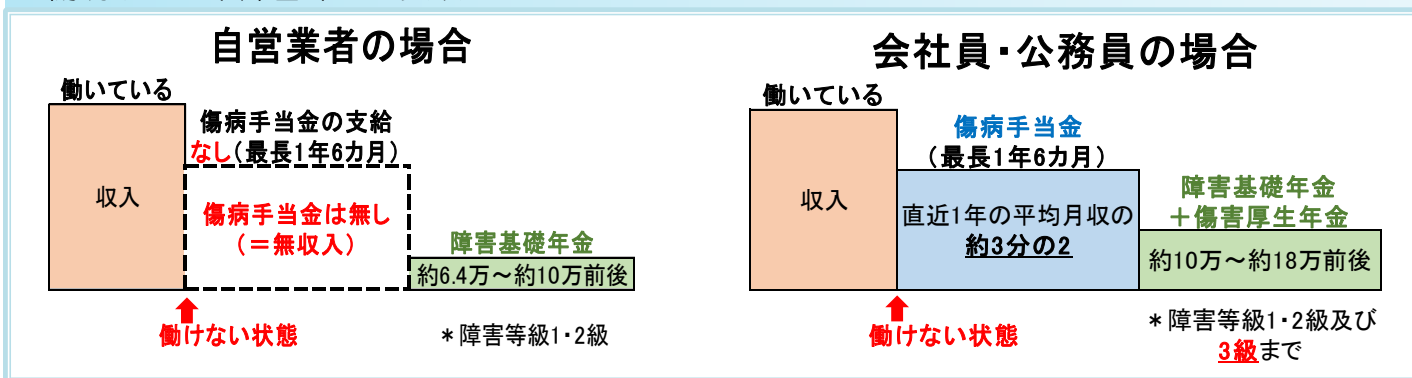 自営業者の場合
働いている
傷病手当金の支給
なし(最長1年6カ月)
収入
傷病手当金は無し
(=無収入)
障害基礎年金
約6.4万～約10万前後
働けない状態
＊障害等級1・2級
会社員・公務員の場合
働いている
傷病手当金
(最長1年6カ月)
収入
直近1年の平均月収の
約3分の2
障害基礎年金
＋傷害厚生年金
約10万～約18万前後
働けない状態
＊障害等級1・2級及び
3級まで